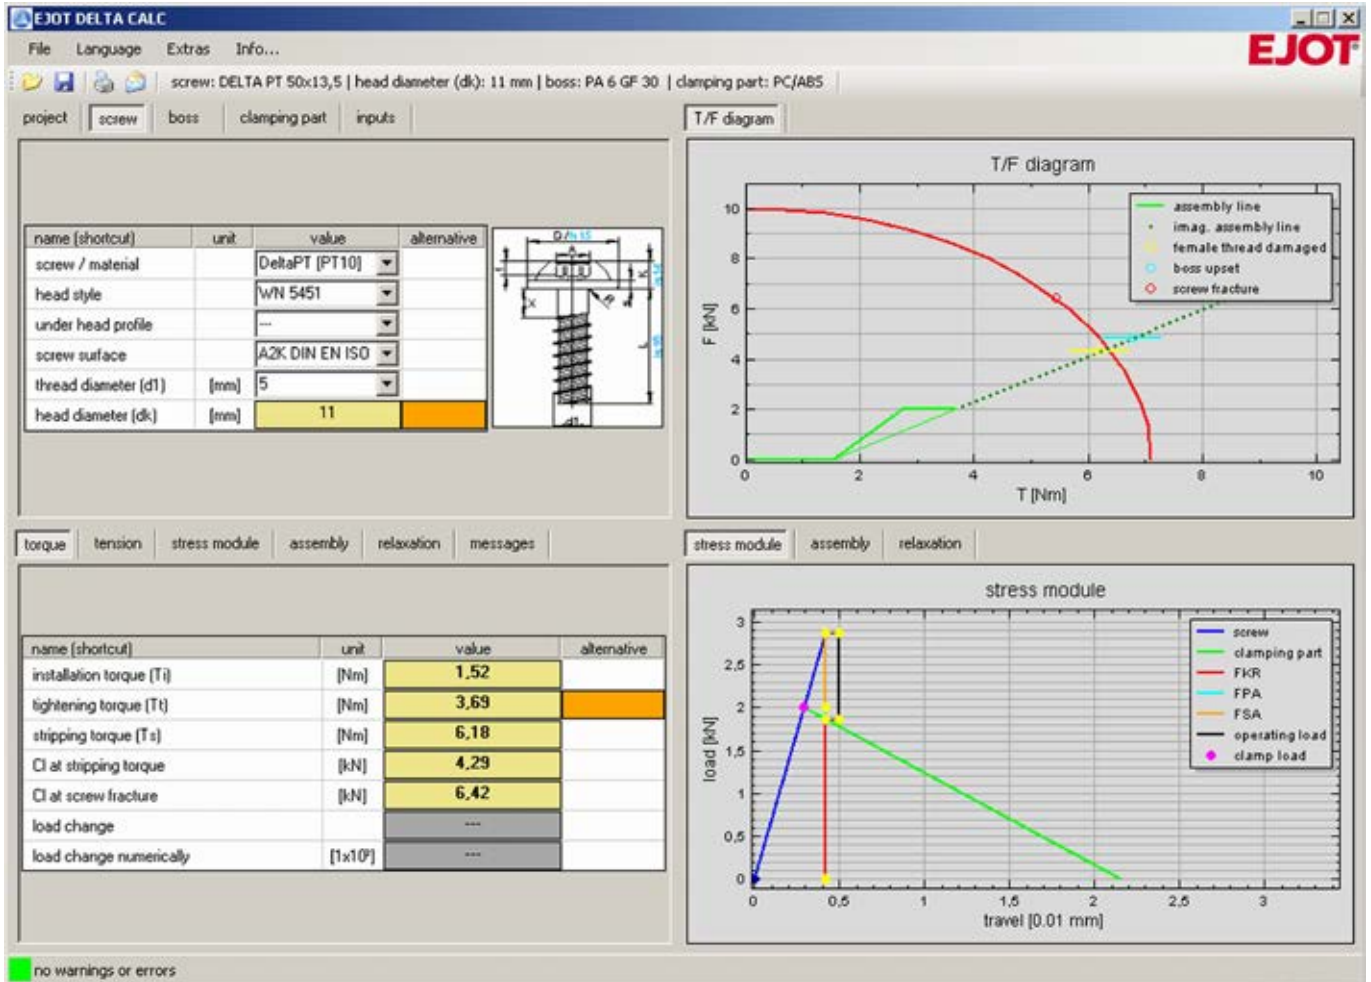 EJOT DELTA CALC
File Language Extras Info...
EJOT
screw: DELTA PT 50x13,5 | head diameter (dk): 11 mm | boss: PA 6 GF 30 | clamping part: PC/ABS
project screw boss clamping part inputs
name (shortcut) unit value alternative
screw / material DeltaPT [PT10]
head style WN 5451
under head profile ---
screw surface A2K DIN EN ISO
thread diameter (d1) [mm] 5
head diameter (dk) [mm] 11
A
K
X
R
L
d1
T/F diagram
T/F diagram
assembly line
imag. assembly line
female thread damaged
boss upset
screw fracture
F [kN]
10
8
6
4
2
0
0 2 4 6 8 10
T [Nm]
torque tension stress module assembly relaxation messages
name (shortcut) unit value alternative
installation torque (Ti) [Nm] 1,52
tightening torque (Tt) [Nm] 3,69
stripping torque (Ts) [Nm] 6,18
Cl at stripping torque [kN] 4,29
Cl at screw fracture [kN] 6,42
load change ---
load change numerically [1x10⁹] ---
stress module assembly relaxation
stress module
screw
clamping part
FKR
FPA
FSA
operating load
clamp load
load [kN]
3
2,5
2
1,5
1
0,5
0
0 0,5 1 1,5 2 2,5 3
travel [0.01 mm]
no warnings or errors